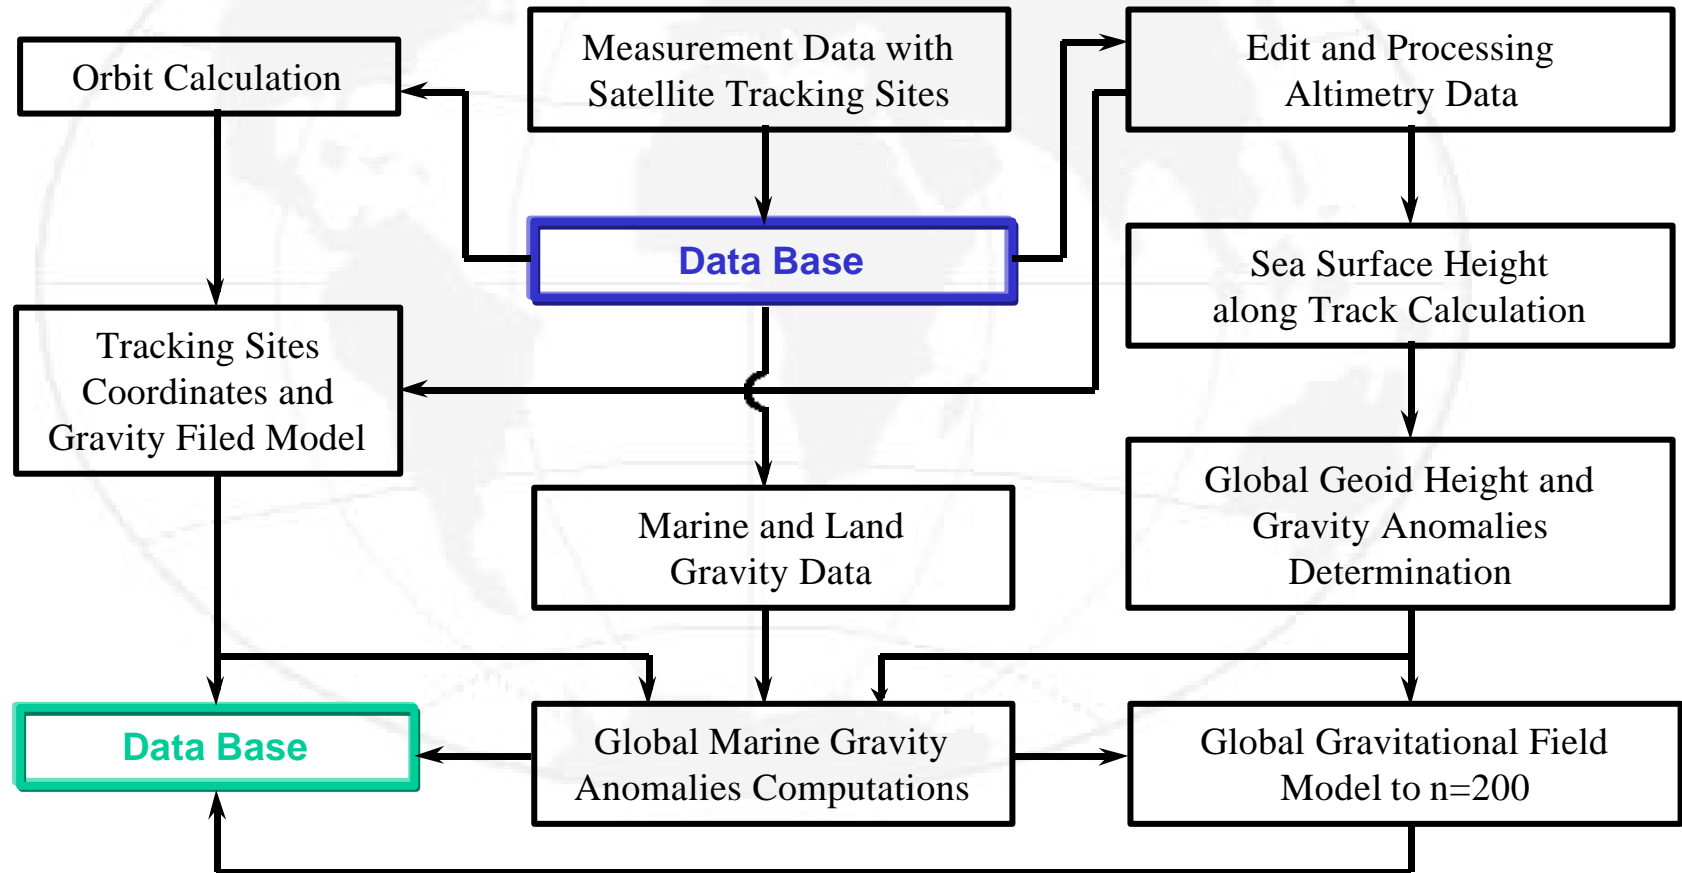 Orbit Calculation
Measurement Data with
Satellite Tracking Sites
Edit and Processing
Altimetry Data
Data Base
Sea Surface Height
along Track Calculation
Tracking Sites
Coordinates and
Gravity Filed Model
Marine and Land
Gravity Data
Global Geoid Height and
Gravity Anomalies
Determination
Data Base
Global Marine Gravity
Anomalies Computations
Global Gravitational Field
Model to n=200